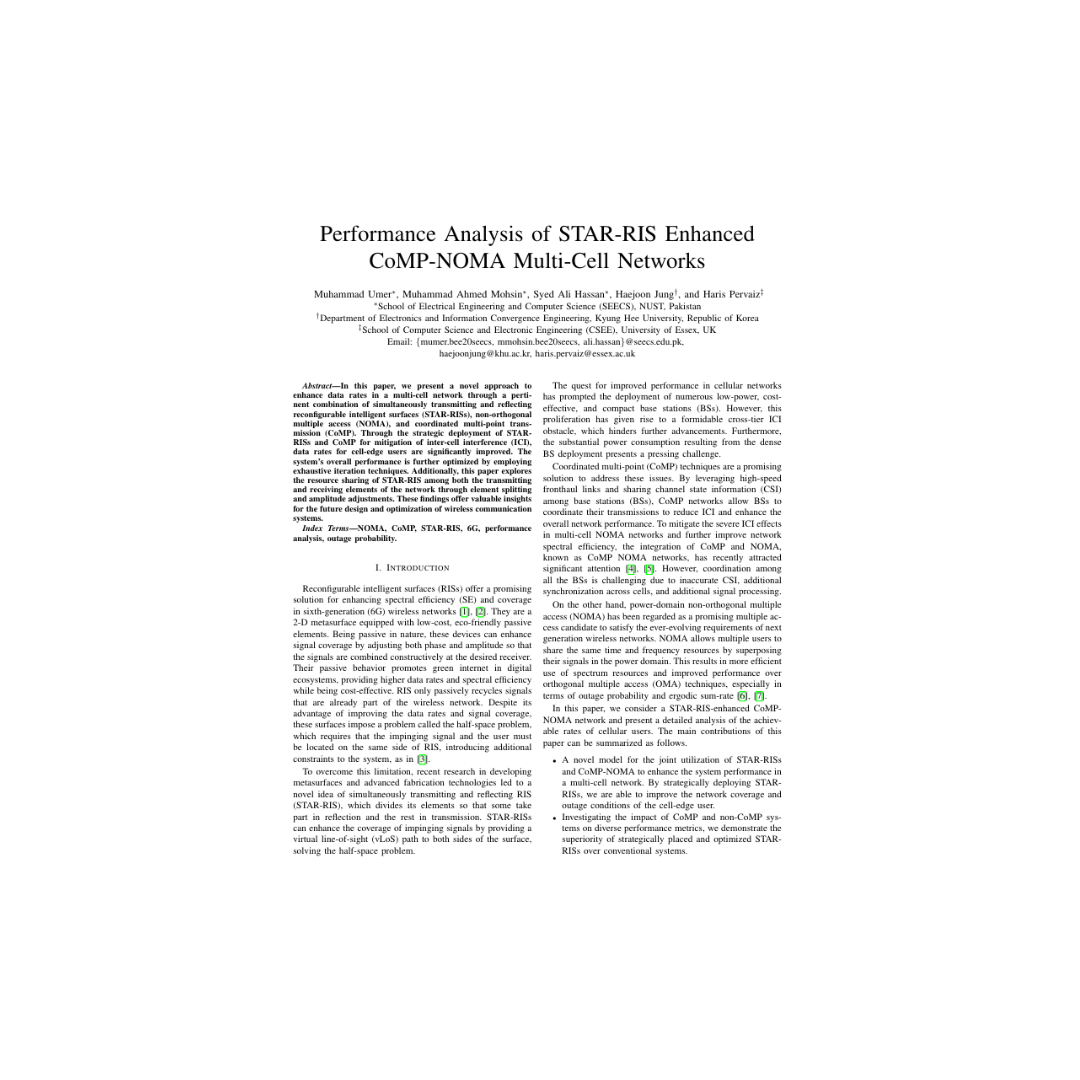 Performance Analysis of STAR-RIS Enhanced
CoMP-NOMA Multi-Cell Networks
Muhammad Umer*, Muhammad Ahmed Mohsin*, Syed Ali Hassan*, Haejoon Jung†, and Haris Pervaiz‡
*School of Electrical Engineering and Computer Science (SEECS), NUST, Pakistan
†Department of Electronics and Information Convergence Engineering, Kyung Hee University, Republic of Korea
‡School of Computer Science and Electronic Engineering (CSEE), University of Essex, UK
Email: {mumer.bee20seecs, mmohsin.bee20seecs, ali.hassan}@seecs.edu.pk,
haejoonjung@khu.ac.kr, haris.pervaiz@essex.ac.uk
Abstract—In this paper, we present a novel approach to
enhance data rates in a multi-cell network through a perti-
nent combination of simultaneously transmitting and reflecting
reconfigurable intelligent surfaces (STAR-RISs), non-orthogonal
multiple access (NOMA), and coordinated multi-point trans-
mission (CoMP). Through the strategic deployment of STAR-
RISs and CoMP for mitigation of inter-cell interference (ICI),
data rates for cell-edge users are significantly improved. The
system's overall performance is further optimized by employing
exhaustive iteration techniques. Additionally, this paper explores
the resource sharing of STAR-RIS among both the transmitting
and receiving elements of the network through element splitting
and amplitude adjustments. These findings offer valuable insights
for the future design and optimization of wireless communication
systems.
Index Terms—NOMA, CoMP, STAR-RIS, 6G, performance
analysis, outage probability.
I. INTRODUCTION
Reconfigurable intelligent surfaces (RISs) offer a promising
solution for enhancing spectral efficiency (SE) and coverage
in sixth-generation (6G) wireless networks [1], [2]. They are a
2-D metasurface equipped with low-cost, eco-friendly passive
elements. Being passive in nature, these devices can enhance
signal coverage by adjusting both phase and amplitude so that
the signals are combined constructively at the desired receiver.
Their passive behavior promotes green internet in digital
ecosystems, providing higher data rates and spectral efficiency
while being cost-effective. RIS only passively recycles signals
that are already part of the wireless network. Despite its
advantage of improving the data rates and signal coverage,
these surfaces impose a problem called the half-space problem,
which requires that the impinging signal and the user must
be located on the same side of RIS, introducing additional
constraints to the system, as in [3].
To overcome this limitation, recent research in developing
metasurfaces and advanced fabrication technologies led to a
novel idea of simultaneously transmitting and reflecting RIS
(STAR-RIS), which divides its elements so that some take
part in reflection and the rest in transmission. STAR-RISs
can enhance the coverage of impinging signals by providing a
virtual line-of-sight (vLoS) path to both sides of the surface,
solving the half-space problem.
The quest for improved performance in cellular networks
has prompted the deployment of numerous low-power, cost-
effective, and compact base stations (BSs). However, this
proliferation has given rise to a formidable cross-tier ICI
obstacle, which hinders further advancements. Furthermore,
the substantial power consumption resulting from the dense
BS deployment presents a pressing challenge.
Coordinated multi-point (CoMP) techniques are a promising
solution to address these issues. By leveraging high-speed
fronthaul links and sharing channel state information (CSI)
among base stations (BSs), CoMP networks allow BSs to
coordinate their transmissions to reduce ICI and enhance the
overall network performance. To mitigate the severe ICI effects
in multi-cell NOMA networks and further improve network
spectral efficiency, the integration of CoMP and NOMA,
known as CoMP NOMA networks, has recently attracted
significant attention [4], [5]. However, coordination among
all the BSs is challenging due to inaccurate CSI, additional
synchronization across cells, and additional signal processing.
On the other hand, power-domain non-orthogonal multiple
access (NOMA) has been regarded as a promising multiple ac-
cess candidate to satisfy the ever-evolving requirements of next
generation wireless networks. NOMA allows multiple users to
share the same time and frequency resources by superposing
their signals in the power domain. This results in more efficient
use of spectrum resources and improved performance over
orthogonal multiple access (OMA) techniques, especially in
terms of outage probability and ergodic sum-rate [6], [7].
In this paper, we consider a STAR-RIS-enhanced CoMP-
NOMA network and present a detailed analysis of the achiev-
able rates of cellular users. The main contributions of this
paper can be summarized as follows.
• A novel model for the joint utilization of STAR-RISs
and CoMP-NOMA to enhance the system performance in
a multi-cell network. By strategically deploying STAR-
RISs, we are able to improve the network coverage and
outage conditions of the cell-edge user.
• Investigating the impact of CoMP and non-CoMP sys-
tems on diverse performance metrics, we demonstrate the
superiority of strategically placed and optimized STAR-
RISs over conventional systems.